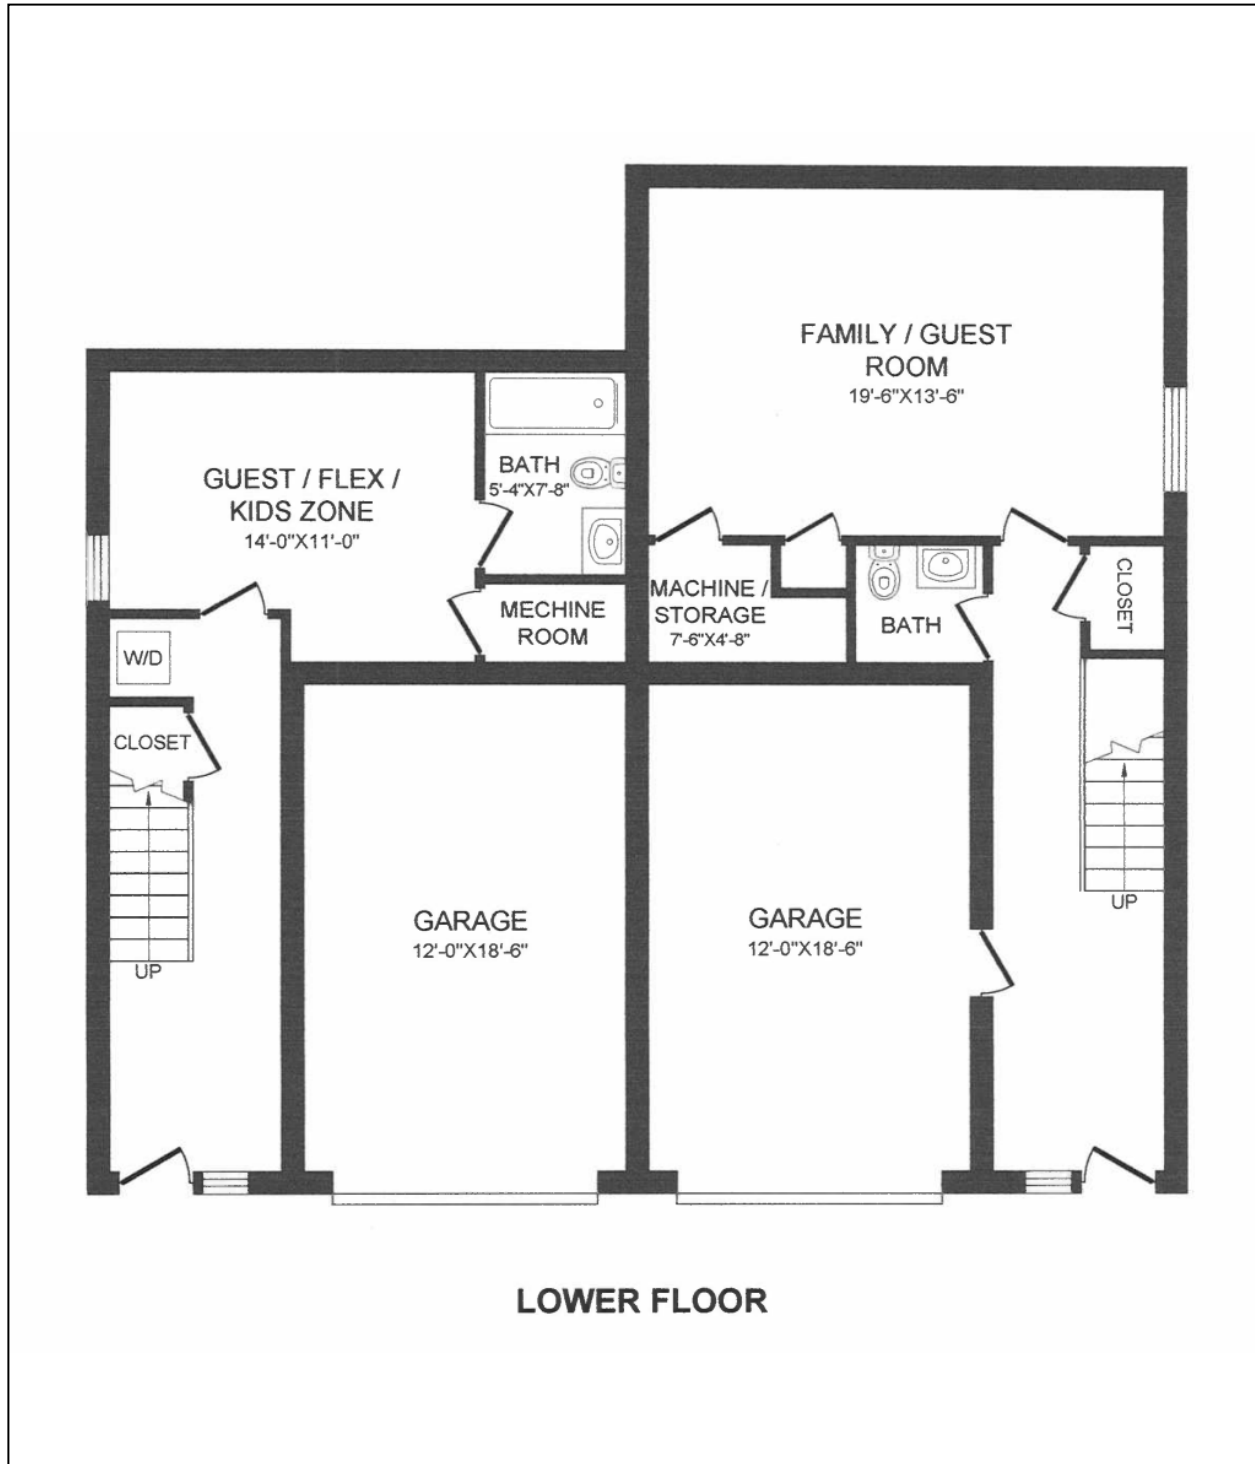 FAMILY / GUEST
ROOM
19'-6"X13'-6"
GUEST / FLEX /
KIDS ZONE
14'-0"X11'-0"
BATH
5'-4"X7'-8"
MECHINE
ROOM
MACHINE /
STORAGE
7'-6"X4'-8"
BATH
CLOSET
W/D
CLOSET
UP
GARAGE
12'-0"X18'-6"
GARAGE
12'-0"X18'-6"
UP
LOWER FLOOR